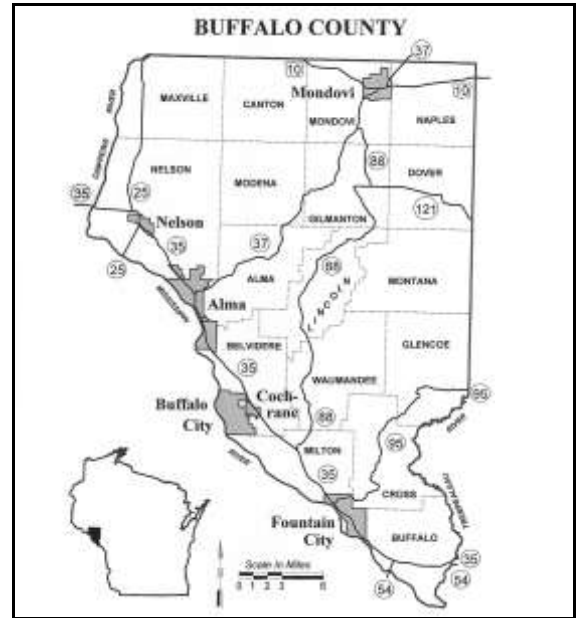 BUFFALO COUNTY
37
10
Mondovi
10
MAXVILLE
CANTON
MONDOVI
NAPLES
CHIPPEWA
RIVER
NELSON
MODENA
88
DOVER
35
25
Nelson
GILMANTON
121
35
37
25
ALMA
88
MONTANA
MISSISSIPPI
Alma
LINCOLN
BELVIDERE
GLENCOE
35
WAUMANDEE
95
Buffalo
City
Coch-
rane
88
RIVER
MILTON
95
RIVER
35
CROSS
TREMPEALEAU
Fountain
City
BUFFALO
35
54
54
Scale In Miles
0 1 2 3 6